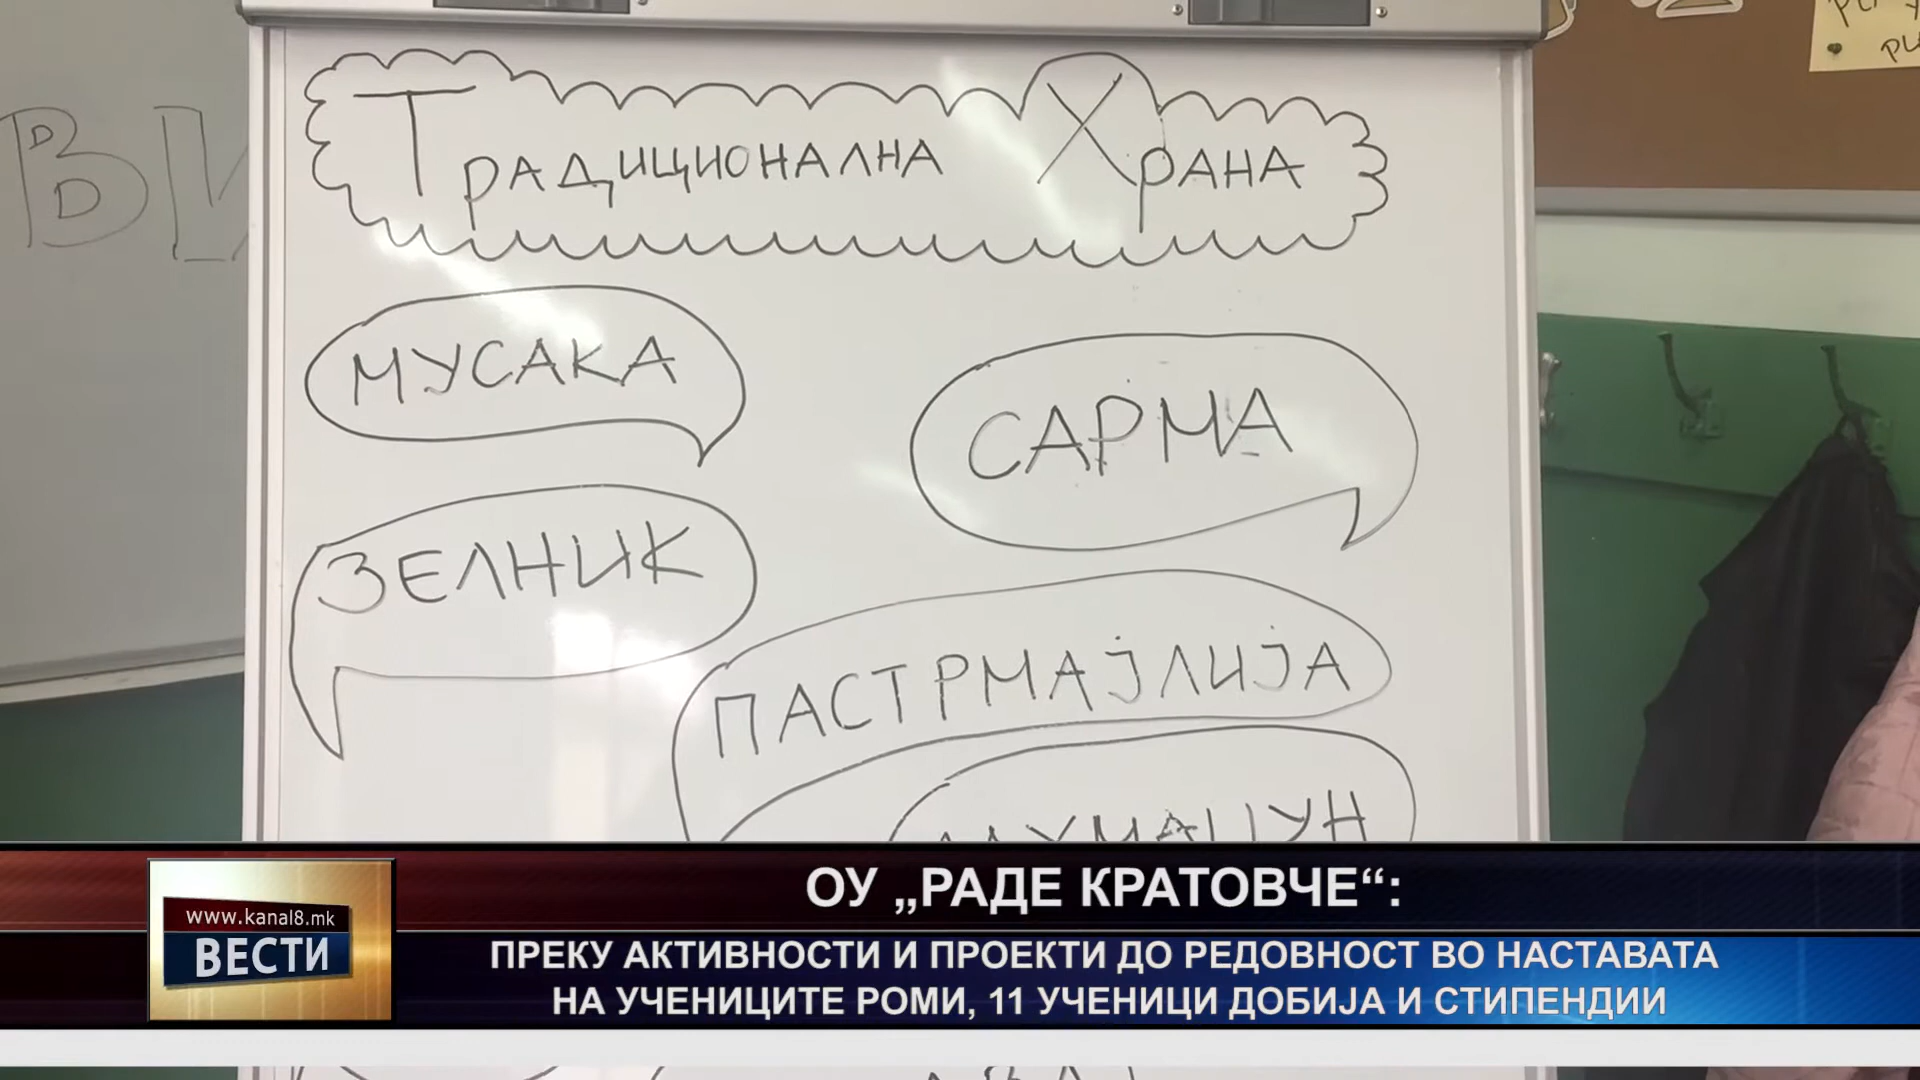 Традиционална Храна
МУСАКА
САРМА
ЗЕЛНИК
ПАСТРМАЈЛИЈА
ОУ „РАДЕ КРАТОВЧЕ“:
www.kanal8.mk
ВЕСТИ
ПРЕКУ АКТИВНОСТИ И ПРОЕКТИ ДО РЕДОВНОСТ ВО НАСТАВАТА
НА УЧЕНИЦИТЕ РОМИ, 11 УЧЕНИЦИ ДОБИЈА И СТИПЕНДИИ